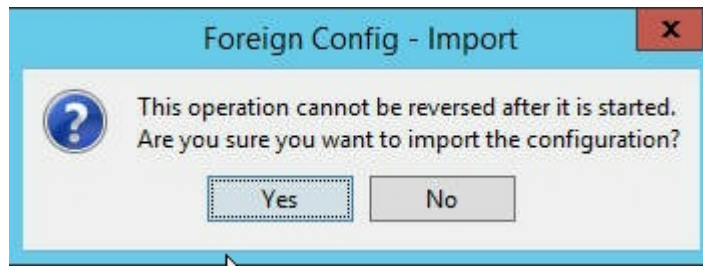 Foreign Config - Import
x
This operation cannot be reversed after it is started.
Are you sure you want to import the configuration?
Yes
No